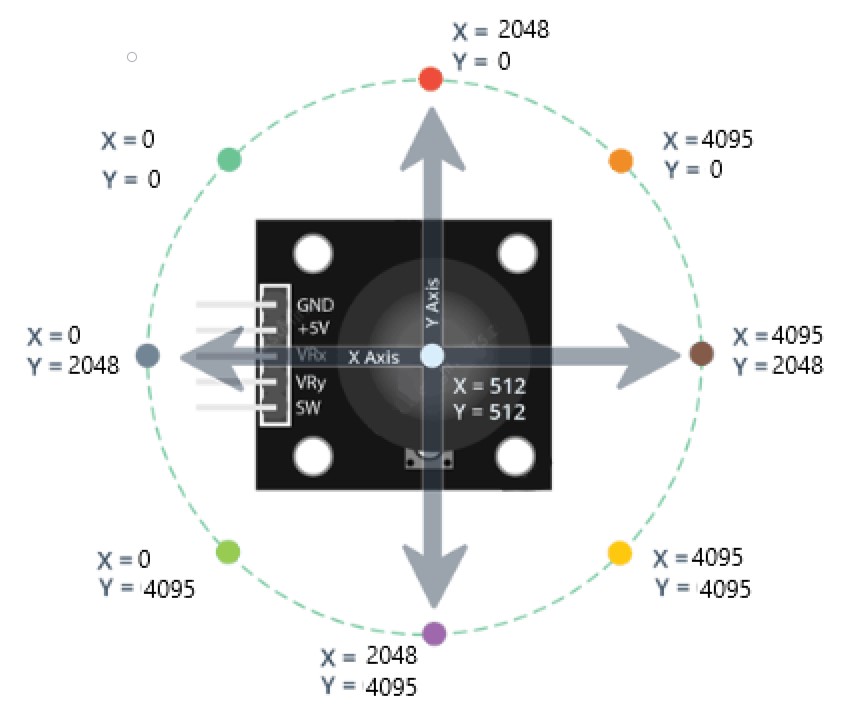 X = 2048
Y = 0
X = 0
Y = 0
X = 4095
Y = 0
Y Axis
GND
+5V
VRx
X Axis
VRy
SW
X = 0
Y = 2048
X = 4095
Y = 2048
X = 512
Y = 512
X = 0
Y = 4095
X = 4095
Y = 4095
X = 2048
Y = 4095